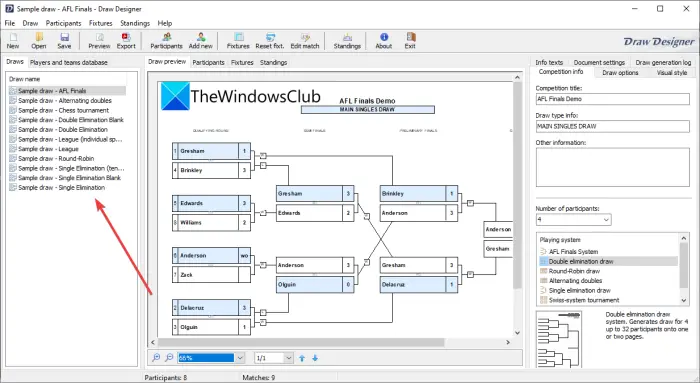 Sample draw - AFL Finals - Draw Designer
File Draw Participants Fixtures Standings Help
New Open Save Preview Export Participants Add new Fixtures Reset fixt. Edit match Standings About Exit
Draw Designer
Draws Players and teams database
Draw name
Sample draw - AFL Finals
Sample draw - Alternating doubles
Sample draw - Chess tournament
Sample draw - Double Elimination Blank
Sample draw - Double Elimination
Sample draw - League (individual sp...
Sample draw - League
Sample draw - Round-Robin
Sample draw - Single Elimination (ten...
Sample draw - Single Elimination Blank
Sample draw - Single Elimination
Draw preview Participants Fixtures Standings
TheWindowsClub
AFL Finals Demo
MAIN SINGLES DRAW
QUALIFYING ROUND SEMI FINALS PRELIMINARY FINALS
1 Gresham 1
4 Brinkley 3
5 Edwards 3
8 Williams 2
6 Anderson wo
7 Zack
2 Delacruz 3
3 Olguin 1
Gresham 3
Edwards 2
Anderson 3
Olguin 0
Brinkley 1
Anderson 3
Gresham 3
Delacruz 1
Anderson
Gresham
66% 1/1
Info texts Document settings Draw generation log
Competition info Draw options Visual style
Competition title:
AFL Finals Demo
Draw type info:
MAIN SINGLES DRAW
Other information:
Number of participants:
4
Playing system
AFL Finals System
Double elimination draw
Round-Robin draw
Alternating doubles
Single elimination draw
Swiss-system tournament
Double elimination draw
system. Generates draw for 4
up to 32 participants onto one
or two pages.
Participants: 8 Matches: 9